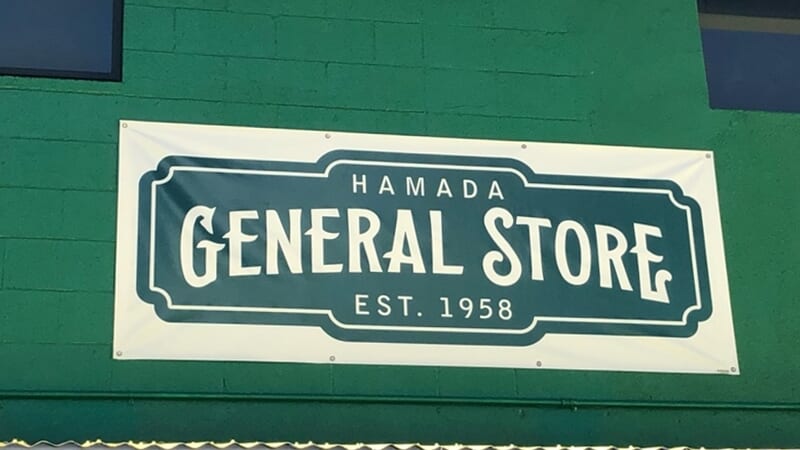 HAMADA
GENERAL STORE
EST. 1958